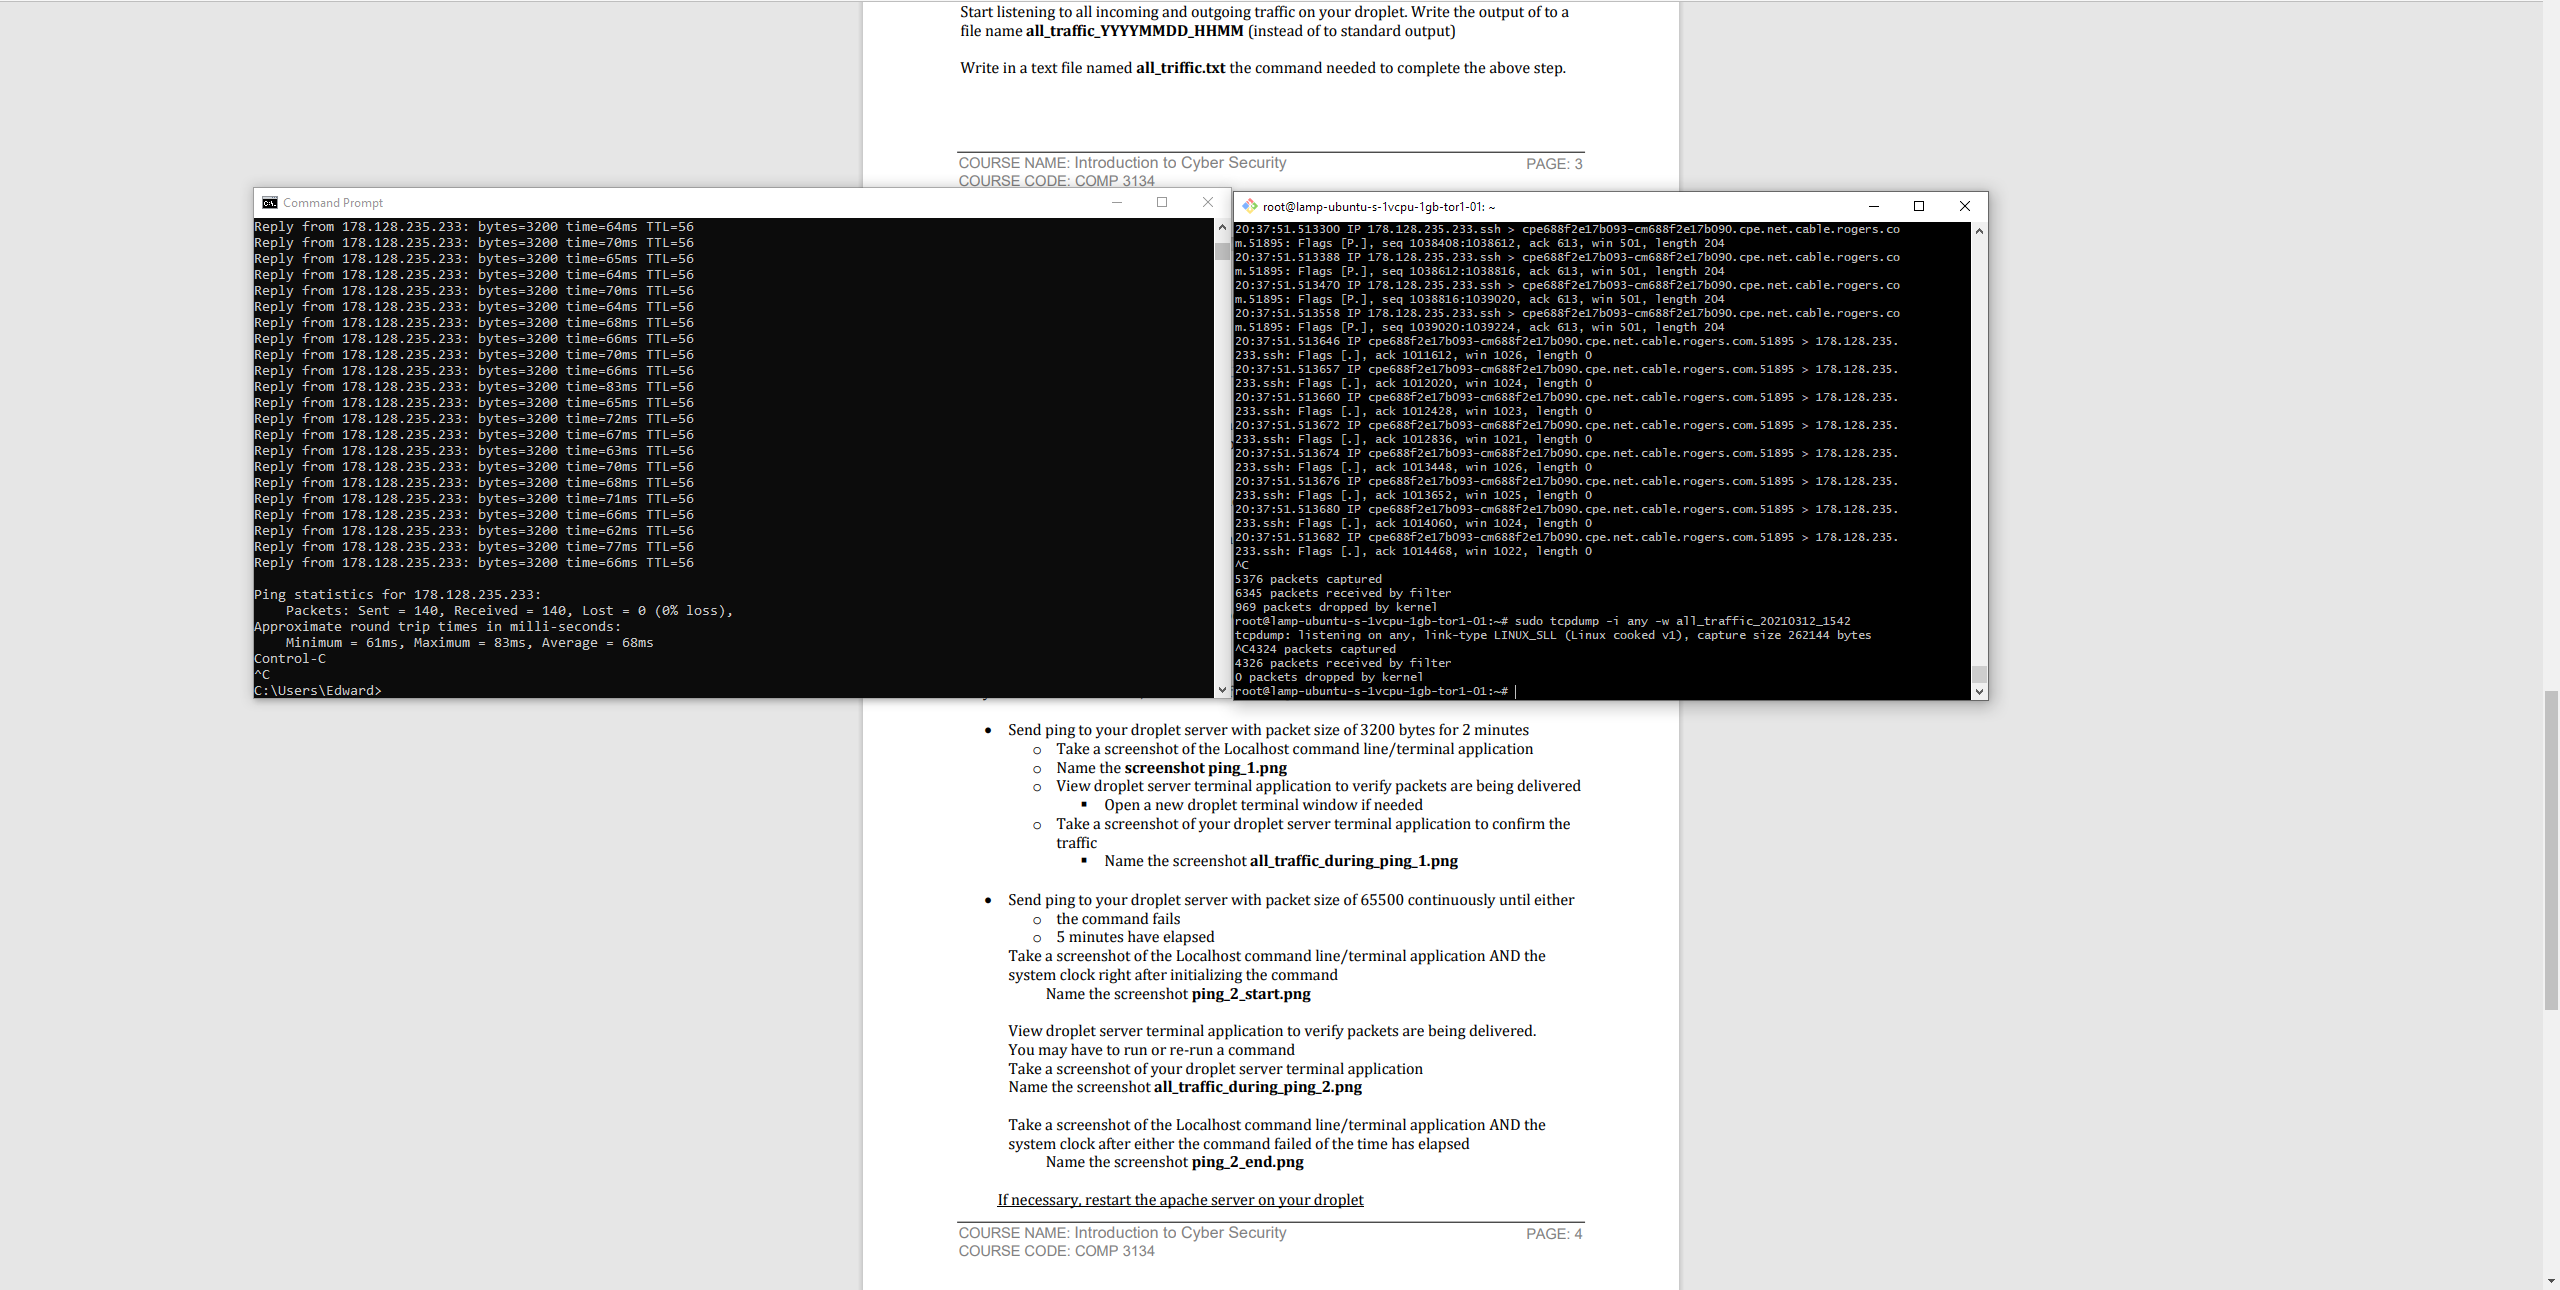 Start listening to all incoming and outgoing traffic on your droplet. Write the output of to a
file name all_traffic_YYYYMMDD_HHMM (instead of to standard output)
Write in a text file named all_triffic.txt the command needed to complete the above step.
COURSE NAME: Introduction to Cyber Security PAGE: 3
COURSE CODE: COMP 3134
Command Prompt
Reply from 178.128.235.233: bytes=3200 time=64ms TTL=56
Reply from 178.128.235.233: bytes=3200 time=70ms TTL=56
Reply from 178.128.235.233: bytes=3200 time=65ms TTL=56
Reply from 178.128.235.233: bytes=3200 time=64ms TTL=56
Reply from 178.128.235.233: bytes=3200 time=70ms TTL=56
Reply from 178.128.235.233: bytes=3200 time=64ms TTL=56
Reply from 178.128.235.233: bytes=3200 time=68ms TTL=56
Reply from 178.128.235.233: bytes=3200 time=66ms TTL=56
Reply from 178.128.235.233: bytes=3200 time=70ms TTL=56
Reply from 178.128.235.233: bytes=3200 time=66ms TTL=56
Reply from 178.128.235.233: bytes=3200 time=83ms TTL=56
Reply from 178.128.235.233: bytes=3200 time=65ms TTL=56
Reply from 178.128.235.233: bytes=3200 time=72ms TTL=56
Reply from 178.128.235.233: bytes=3200 time=67ms TTL=56
Reply from 178.128.235.233: bytes=3200 time=63ms TTL=56
Reply from 178.128.235.233: bytes=3200 time=70ms TTL=56
Reply from 178.128.235.233: bytes=3200 time=68ms TTL=56
Reply from 178.128.235.233: bytes=3200 time=71ms TTL=56
Reply from 178.128.235.233: bytes=3200 time=66ms TTL=56
Reply from 178.128.235.233: bytes=3200 time=62ms TTL=56
Reply from 178.128.235.233: bytes=3200 time=77ms TTL=56
Reply from 178.128.235.233: bytes=3200 time=66ms TTL=56
Ping statistics for 178.128.235.233:
Packets: Sent = 140, Received = 140, Lost = 0 (0% loss),
Approximate round trip times in milli-seconds:
Minimum = 61ms, Maximum = 83ms, Average = 68ms
Control-C
^C
C:\Users\Edward>
root@lamp-ubuntu-s-1vcpu-1gb-tor1-01: ~
20:37:51.513300 IP 178.128.235.233.ssh > cpe688f2e17b093-cm688f2e17b090.cpe.net.cable.rogers.co
m.51895: Flags [P.], seq 1038408:1038612, ack 613, win 501, length 204
20:37:51.513388 IP 178.128.235.233.ssh > cpe688f2e17b093-cm688f2e17b090.cpe.net.cable.rogers.co
m.51895: Flags [P.], seq 1038612:1038816, ack 613, win 501, length 204
20:37:51.513470 IP 178.128.235.233.ssh > cpe688f2e17b093-cm688f2e17b090.cpe.net.cable.rogers.co
m.51895: Flags [P.], seq 1038816:1039020, ack 613, win 501, length 204
20:37:51.513558 IP 178.128.235.233.ssh > cpe688f2e17b093-cm688f2e17b090.cpe.net.cable.rogers.co
m.51895: Flags [P.], seq 1039020:1039224, ack 613, win 501, length 204
20:37:51.513646 IP cpe688f2e17b093-cm688f2e17b090.cpe.net.cable.rogers.com.51895 > 178.128.235.
233.ssh: Flags [.], ack 1011612, win 1026, length 0
20:37:51.513657 IP cpe688f2e17b093-cm688f2e17b090.cpe.net.cable.rogers.com.51895 > 178.128.235.
233.ssh: Flags [.], ack 1012020, win 1024, length 0
20:37:51.513660 IP cpe688f2e17b093-cm688f2e17b090.cpe.net.cable.rogers.com.51895 > 178.128.235.
233.ssh: Flags [.], ack 1012428, win 1023, length 0
20:37:51.513672 IP cpe688f2e17b093-cm688f2e17b090.cpe.net.cable.rogers.com.51895 > 178.128.235.
233.ssh: Flags [.], ack 1012836, win 1021, length 0
20:37:51.513674 IP cpe688f2e17b093-cm688f2e17b090.cpe.net.cable.rogers.com.51895 > 178.128.235.
233.ssh: Flags [.], ack 1013448, win 1026, length 0
20:37:51.513676 IP cpe688f2e17b093-cm688f2e17b090.cpe.net.cable.rogers.com.51895 > 178.128.235.
233.ssh: Flags [.], ack 1013652, win 1025, length 0
20:37:51.513680 IP cpe688f2e17b093-cm688f2e17b090.cpe.net.cable.rogers.com.51895 > 178.128.235.
233.ssh: Flags [.], ack 1014060, win 1024, length 0
20:37:51.513682 IP cpe688f2e17b093-cm688f2e17b090.cpe.net.cable.rogers.com.51895 > 178.128.235.
233.ssh: Flags [.], ack 1014468, win 1022, length 0
^C
5376 packets captured
6345 packets received by filter
969 packets dropped by kernel
root@lamp-ubuntu-s-1vcpu-1gb-tor1-01:~# sudo tcpdump -i any -w all_traffic_20210312_1542
tcpdump: listening on any, link-type LINUX_SLL (Linux cooked v1), capture size 262144 bytes
^C4324 packets captured
4326 packets received by filter
0 packets dropped by kernel
root@lamp-ubuntu-s-1vcpu-1gb-tor1-01:~#
• Send ping to your droplet server with packet size of 3200 bytes for 2 minutes
o Take a screenshot of the Localhost command line/terminal application
o Name the screenshot ping_1.png
o View droplet server terminal application to verify packets are being delivered
▪ Open a new droplet terminal window if needed
o Take a screenshot of your droplet server terminal application to confirm the
traffic
▪ Name the screenshot all_traffic_during_ping_1.png
• Send ping to your droplet server with packet size of 65500 continuously until either
o the command fails
o 5 minutes have elapsed
Take a screenshot of the Localhost command line/terminal application AND the
system clock right after initializing the command
Name the screenshot ping_2_start.png
View droplet server terminal application to verify packets are being delivered.
You may have to run or re-run a command
Take a screenshot of your droplet server terminal application
Name the screenshot all_traffic_during_ping_2.png
Take a screenshot of the Localhost command line/terminal application AND the
system clock after either the command failed of the time has elapsed
Name the screenshot ping_2_end.png
If necessary, restart the apache server on your droplet
COURSE NAME: Introduction to Cyber Security PAGE: 4
COURSE CODE: COMP 3134